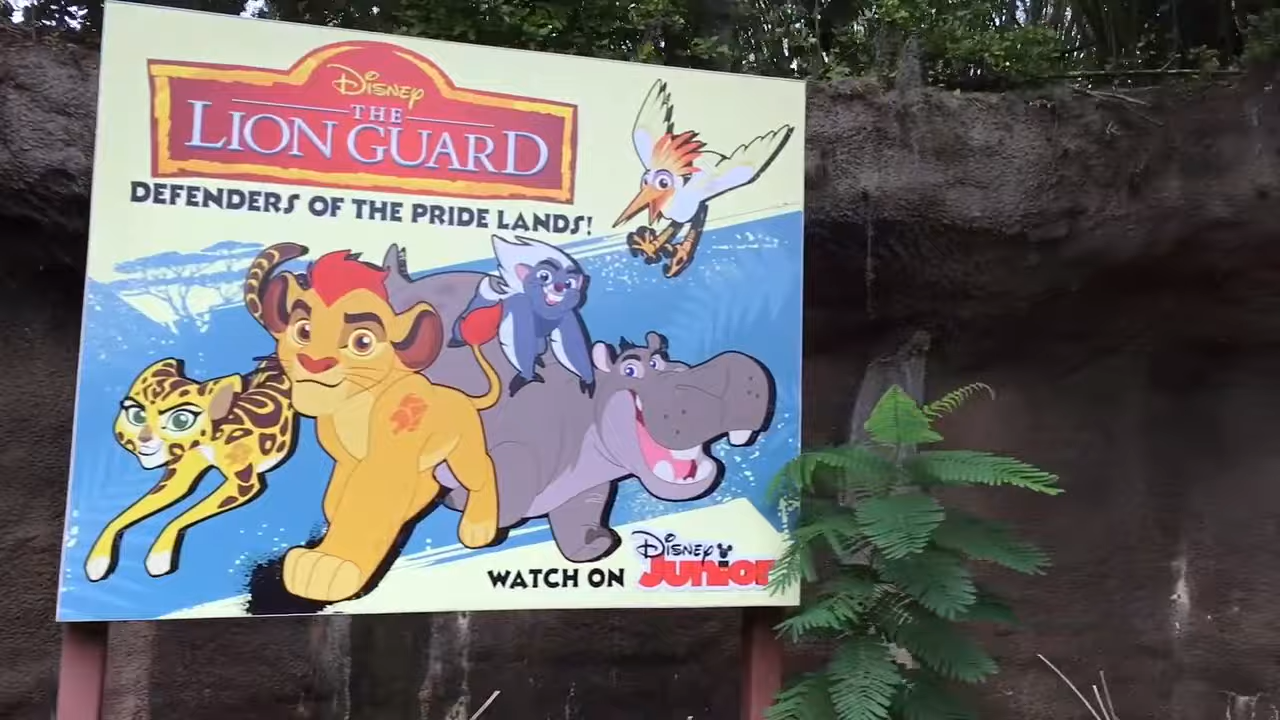 Disney
THE
LION GUARD
DEFENDERS OF THE PRIDE LANDS!
WATCH ON Disney
Junior